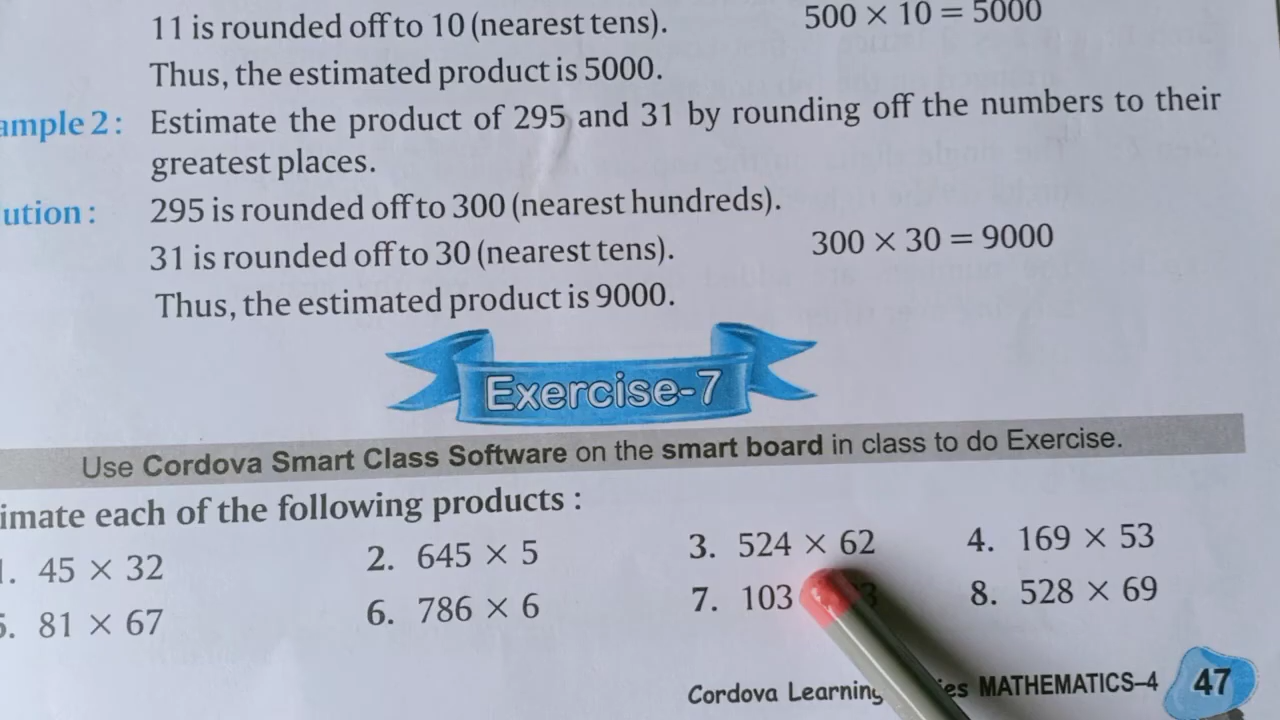 11 is rounded off to 10 (nearest tens). 500 × 10 = 5000
Thus, the estimated product is 5000.
ample 2 : Estimate the product of 295 and 31 by rounding off the numbers to their
greatest places.
ution : 295 is rounded off to 300 (nearest hundreds).
31 is rounded off to 30 (nearest tens). 300 × 30 = 9000
Thus, the estimated product is 9000.
Exercise-7
Use Cordova Smart Class Software on the smart board in class to do Exercise.
imate each of the following products :
1. 45 × 32 2. 645 × 5 3. 524 × 62 4. 169 × 53
5. 81 × 67 6. 786 × 6 7. 103 8. 528 × 69
Cordova Learning MATHEMATICS–4 47